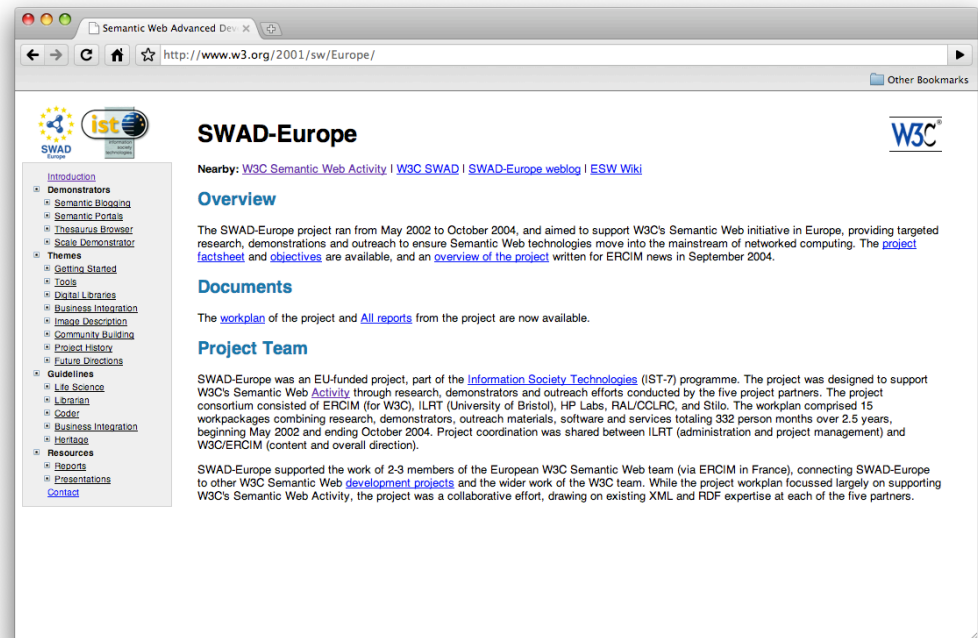 Semantic Web Advanced Dev
http://www.w3.org/2001/sw/Europe/
Other Bookmarks
SWAD
Europe
ist
information
society
technologies
SWAD-Europe
W3C®
Nearby: W3C Semantic Web Activity | W3C SWAD | SWAD-Europe weblog | ESW Wiki
Introduction
Demonstrators
Semantic Blogging
Semantic Portals
Thesaurus Browser
Scale Demonstrator
Themes
Getting Started
Tools
Digital Libraries
Business Integration
Image Description
Community Building
Project History
Future Directions
Guidelines
Life Science
Librarian
Coder
Business Integration
Heritage
Resources
Reports
Presentations
Contact
Overview
The SWAD-Europe project ran from May 2002 to October 2004, and aimed to support W3C's Semantic Web initiative in Europe, providing targeted
research, demonstrations and outreach to ensure Semantic Web technologies move into the mainstream of networked computing. The project
factsheet and objectives are available, and an overview of the project written for ERCIM news in September 2004.
Documents
The workplan of the project and All reports from the project are now available.
Project Team
SWAD-Europe was an EU-funded project, part of the Information Society Technologies (IST-7) programme. The project was designed to support
W3C's Semantic Web Activity through research, demonstrators and outreach efforts conducted by the five project partners. The project
consortium consisted of ERCIM (for W3C), ILRT (University of Bristol), HP Labs, RAL/CCLRC, and Stilo. The workplan comprised 15
workpackages combining research, demonstrators, outreach materials, software and services totaling 332 person months over 2.5 years,
beginning May 2002 and ending October 2004. Project coordination was shared between ILRT (administration and project management) and
W3C/ERCIM (content and overall direction).
SWAD-Europe supported the work of 2-3 members of the European W3C Semantic Web team (via ERCIM in France), connecting SWAD-Europe
to other W3C Semantic Web development projects and the wider work of the W3C team. While the project workplan focussed largely on supporting
W3C's Semantic Web Activity, the project was a collaborative effort, drawing on existing XML and RDF expertise at each of the five partners.